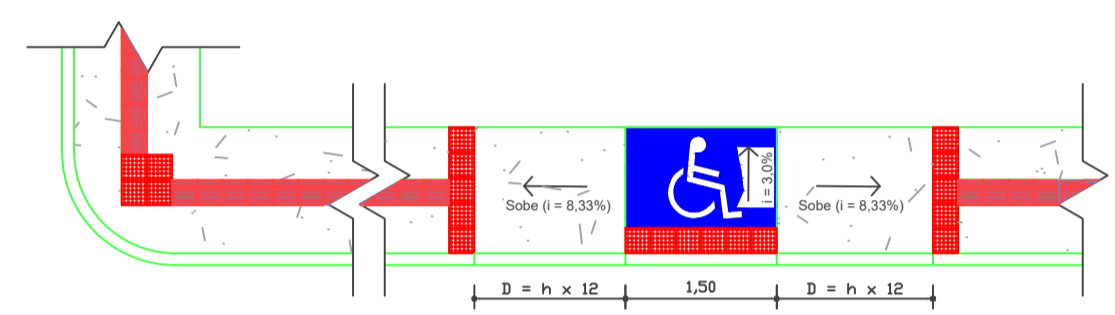 Sobe (i = 8,33%)
i = 3,0%
Sobe (i = 8,33%)
D = h x 12
1,50
D = h x 12